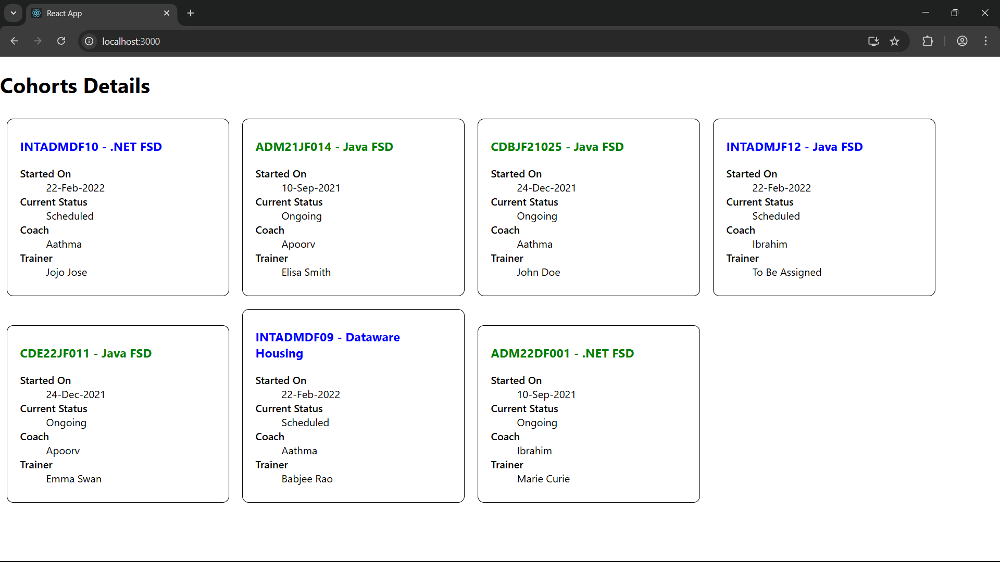 React App
localhost:3000
Cohorts Details
INTADMDF10 - .NET FSD
Started On
22-Feb-2022
Current Status
Scheduled
Coach
Aathma
Trainer
Jojo Jose
ADM21JF014 - Java FSD
Started On
10-Sep-2021
Current Status
Ongoing
Coach
Apoorv
Trainer
Elisa Smith
CDBJF21025 - Java FSD
Started On
24-Dec-2021
Current Status
Ongoing
Coach
Aathma
Trainer
John Doe
INTADMJF12 - Java FSD
Started On
22-Feb-2022
Current Status
Scheduled
Coach
Ibrahim
Trainer
To Be Assigned
CDE22JF011 - Java FSD
Started On
24-Dec-2021
Current Status
Ongoing
Coach
Apoorv
Trainer
Emma Swan
INTADMDF09 - Dataware
Housing
Started On
22-Feb-2022
Current Status
Scheduled
Coach
Aathma
Trainer
Babjee Rao
ADM22DF001 - .NET FSD
Started On
10-Sep-2021
Current Status
Ongoing
Coach
Ibrahim
Trainer
Marie Curie